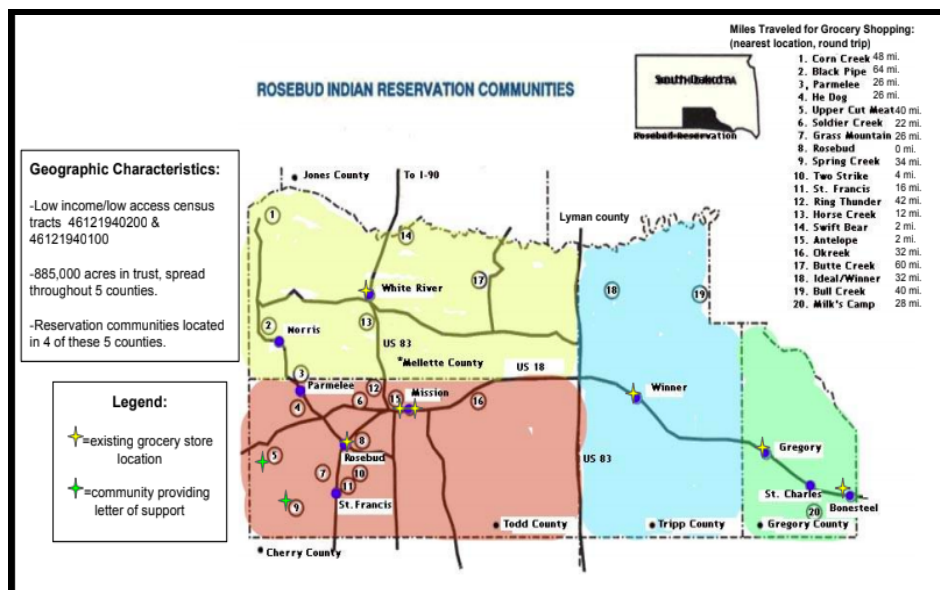 Miles Traveled for Grocery Shopping:
(nearest location, round trip)
1. Corn Creek 48 mi.
2. Black Pipe 64 mi.
3, Parmelee 26 mi.
4. He Dog 26 mi.
5. Upper Cut Meat 40 mi.
6. Soldier Creek 22 mi.
7. Grass Mountain 26 mi.
8. Rosebud 0 mi.
9. Spring Creek 34 mi.
10. Two Strike 4 mi.
11. St. Francis 16 mi.
12. Ring Thunder 42 mi.
13. Horse Creek 12 mi.
14. Swift Bear 2 mi.
15. Antelope 2 mi.
16. Okreek 32 mi.
17. Butte Creek 60 mi.
18. Ideal/Winner 32 mi.
19. Bull Creek 40 mi.
20. Milk's Camp 28 mi.
South Dakota
Rosebud Reservation
ROSEBUD INDIAN RESERVATION COMMUNITIES
Geographic Characteristics:
-Low income/low access census
tracts 46121940200 &
46121940100
-885,000 acres in trust, spread
throughout 5 counties.
-Reservation communities located
in 4 of these 5 counties.
Legend:
=existing grocery store
location
=community providing
letter of support
Jones County
To I-90
Lyman county
1
14
17
18
19
White River
2
Norris
13
US 83
Mellette County
US 18
3
Parmelee
12
Mission
Winner
4
6
15
16
5
8
Rosebud
Gregory
US 83
7
10
11
9
St. Francis
St. Charles
Bonesteel
20
Todd County
Tripp County
Gregory County
Cherry County